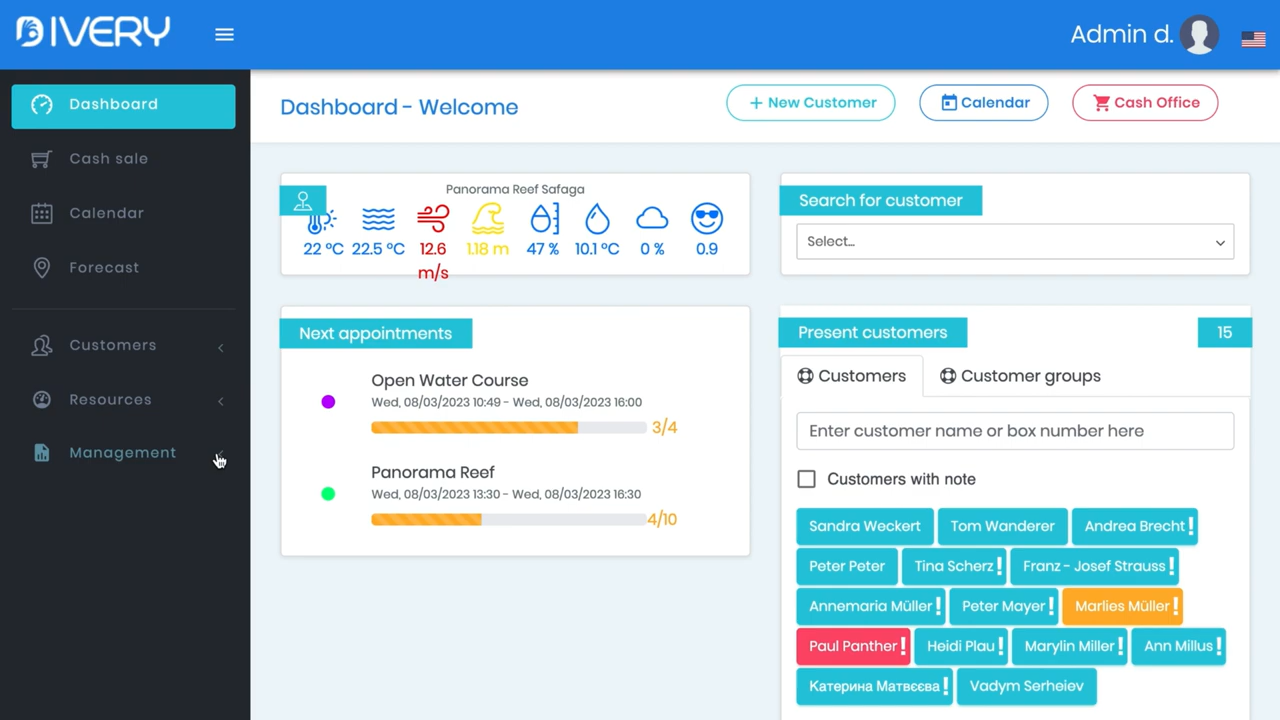 DIVERY
Admin d.
Dashboard
Cash sale
Calendar
Forecast
Customers
Resources
Management
Dashboard - Welcome
+ New Customer
Calendar
Cash Office
Panorama Reef Safaga
22 °C
22.5 °C
12.6 m/s
1.18 m
47 %
10.1 °C
0 %
0.9
Search for customer
Select...
Next appointments
Open Water Course
Wed, 08/03/2023 10:49 - Wed, 08/03/2023 16:00
3/4
Panorama Reef
Wed, 08/03/2023 13:30 - Wed, 08/03/2023 16:30
4/10
Present customers
15
Customers
Customer groups
Enter customer name or box number here
Customers with note
Sandra Weckert
Tom Wanderer
Andrea Brecht!
Peter Peter
Tina Scherz!
Franz - Josef Strauss!
Annemaria Müller!
Peter Mayer!
Marlies Müller!
Paul Panther!
Heidi Plau!
Marylin Miller!
Ann Millus!
Катерина Матвєєва!
Vadym Serheiev